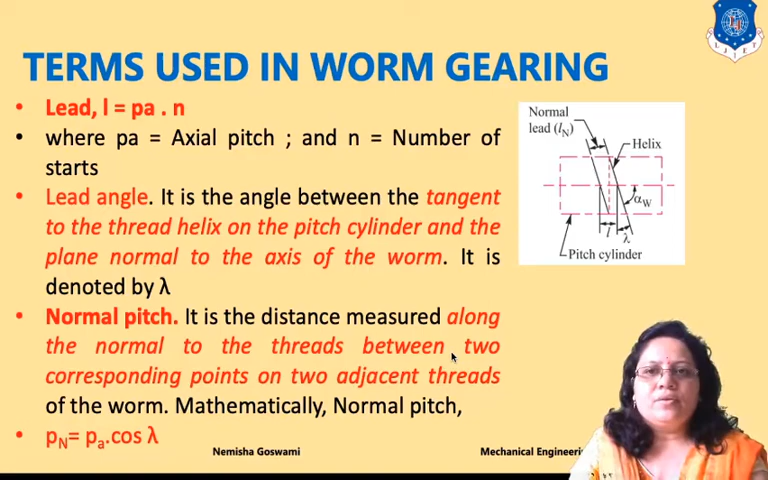 TERMS USED IN WORM GEARING
• Lead, l = pa . n
• where pa = Axial pitch ; and n = Number of
starts
• Lead angle. It is the angle between the tangent
to the thread helix on the pitch cylinder and the
plane normal to the axis of the worm. It is
denoted by λ
• Normal pitch. It is the distance measured along
the normal to the threads between two
corresponding points on two adjacent threads
of the worm. Mathematically, Normal pitch,
• pN= pa.cos λ
Normal
lead (lN)
Helix
αW
l
λ
Pitch cylinder
LJIET
Nemisha Goswami
Mechanical Engineeri